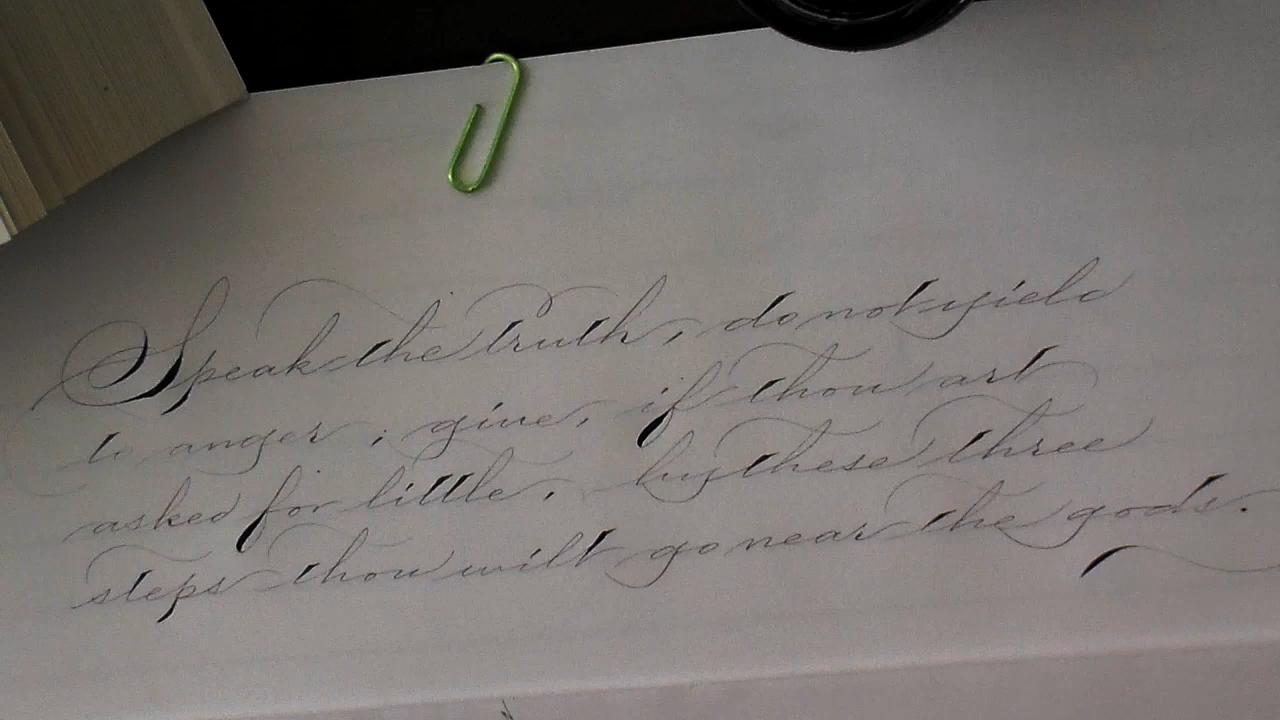 Speak the truth, do not yield
to anger; give, if thou art
asked for little, by these three
steps thou wilt go near the gods.